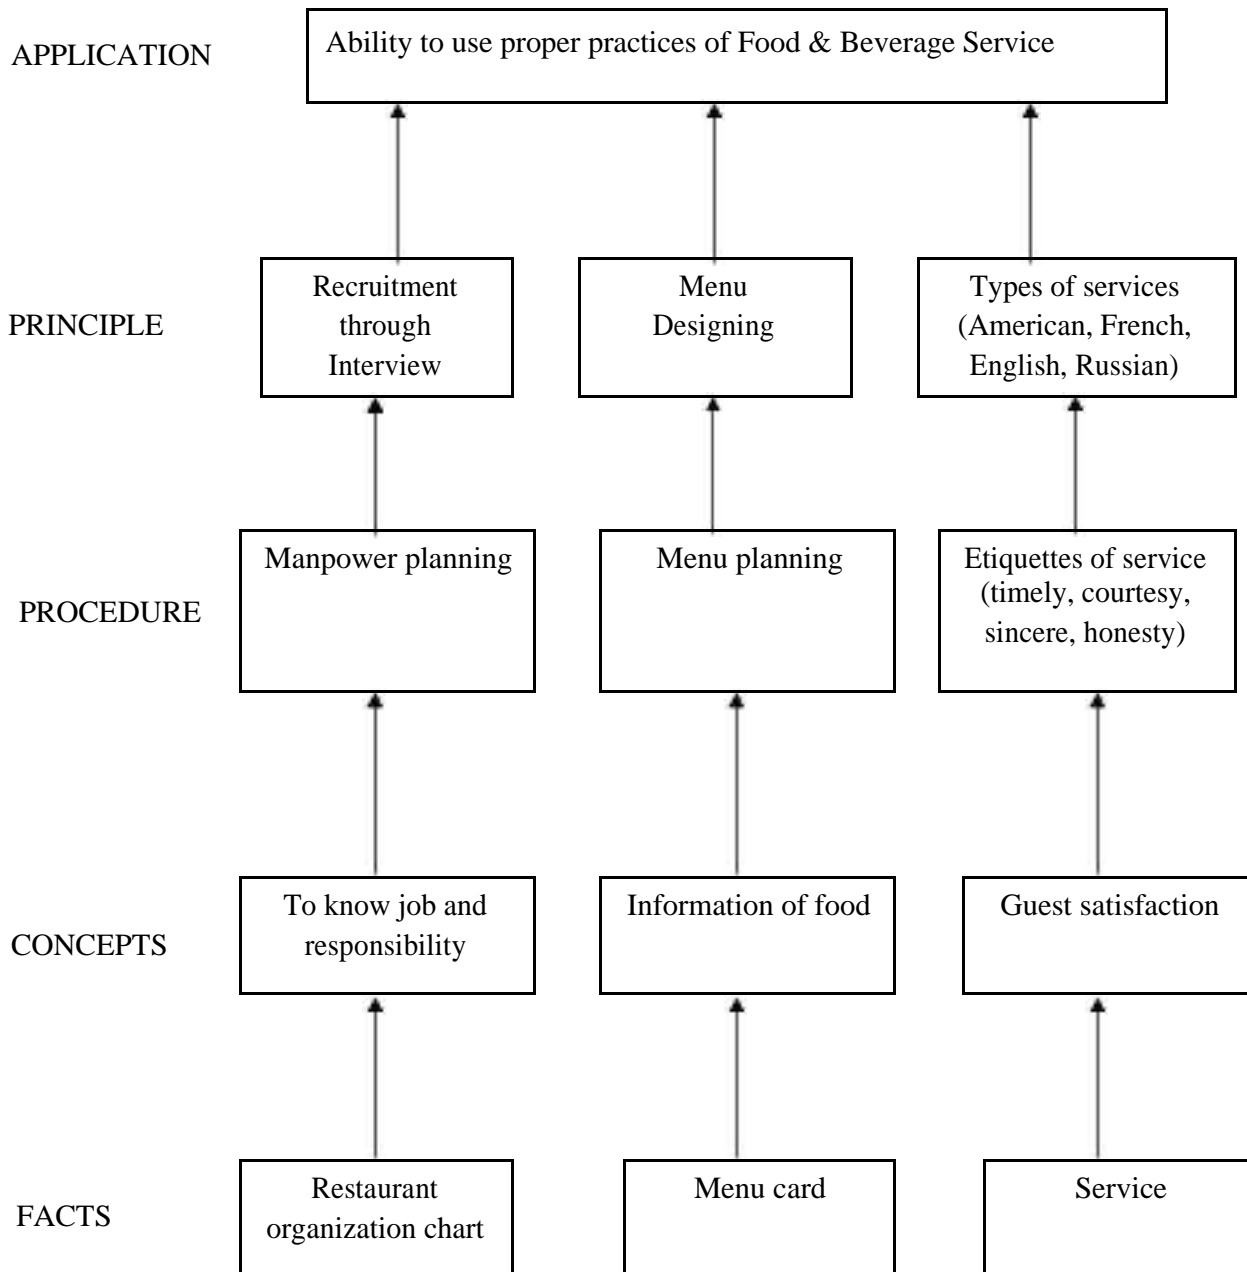 APPLICATION
Ability to use proper practices of Food & Beverage Service
PRINCIPLE
Recruitment
through
Interview
Menu
Designing
Types of services
(American, French,
English, Russian)
PROCEDURE
Manpower planning
Menu planning
Etiquettes of service
(timely, courtesy,
sincere, honesty)
CONCEPTS
To know job and
responsibility
Information of food
Guest satisfaction
FACTS
Restaurant
organization chart
Menu card
Service